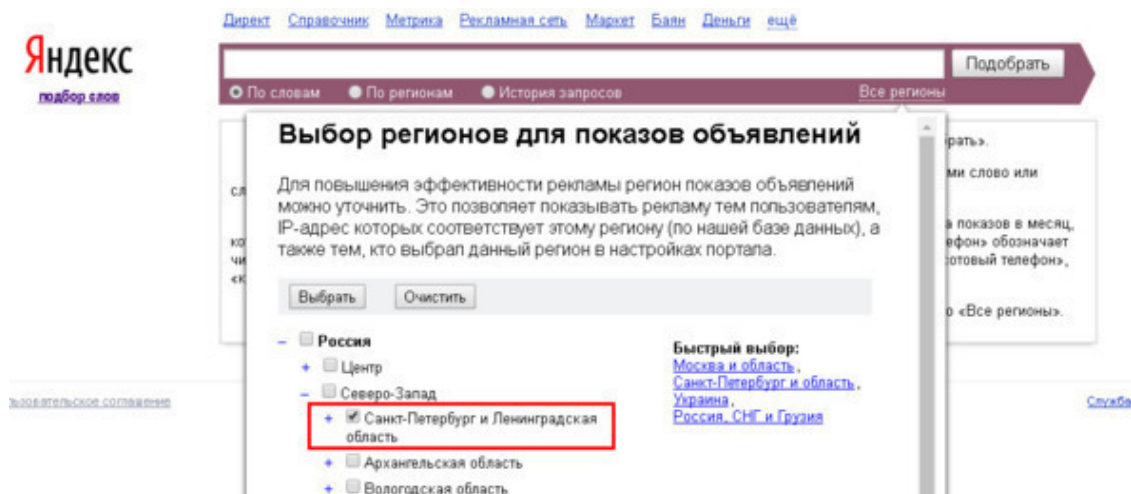 Директ Справочник Метрика Рекламная сеть Маркет Баян Деньги ещё
Яндекс
подбор слов
Подобрать
По словам По регионам История запросов Все регионы
Выбор регионов для показов объявлений
рать».
ми слово или
Для повышения эффективности рекламы регион показов объявлений
можно уточнить. Это позволяет показывать рекламу тем пользователям,
IP-адрес которых соответствует этому региону (по нашей базе данных), а
также тем, кто выбрал данный регион в настройках портала.
а показов в месяц,
ефон» обозначает
отовый телефон»,
о «Все регионы».
Выбрать Очистить
– Россия
+ Центр
– Северо-Запад
+ Санкт-Петербург и Ленинградская
область
+ Архангельская область
+ Вологодская область
Быстрый выбор:
Москва и область,
Санкт-Петербург и область,
Украина,
Россия, СНГ и Грузия
ьзовательское соглашение
Служба